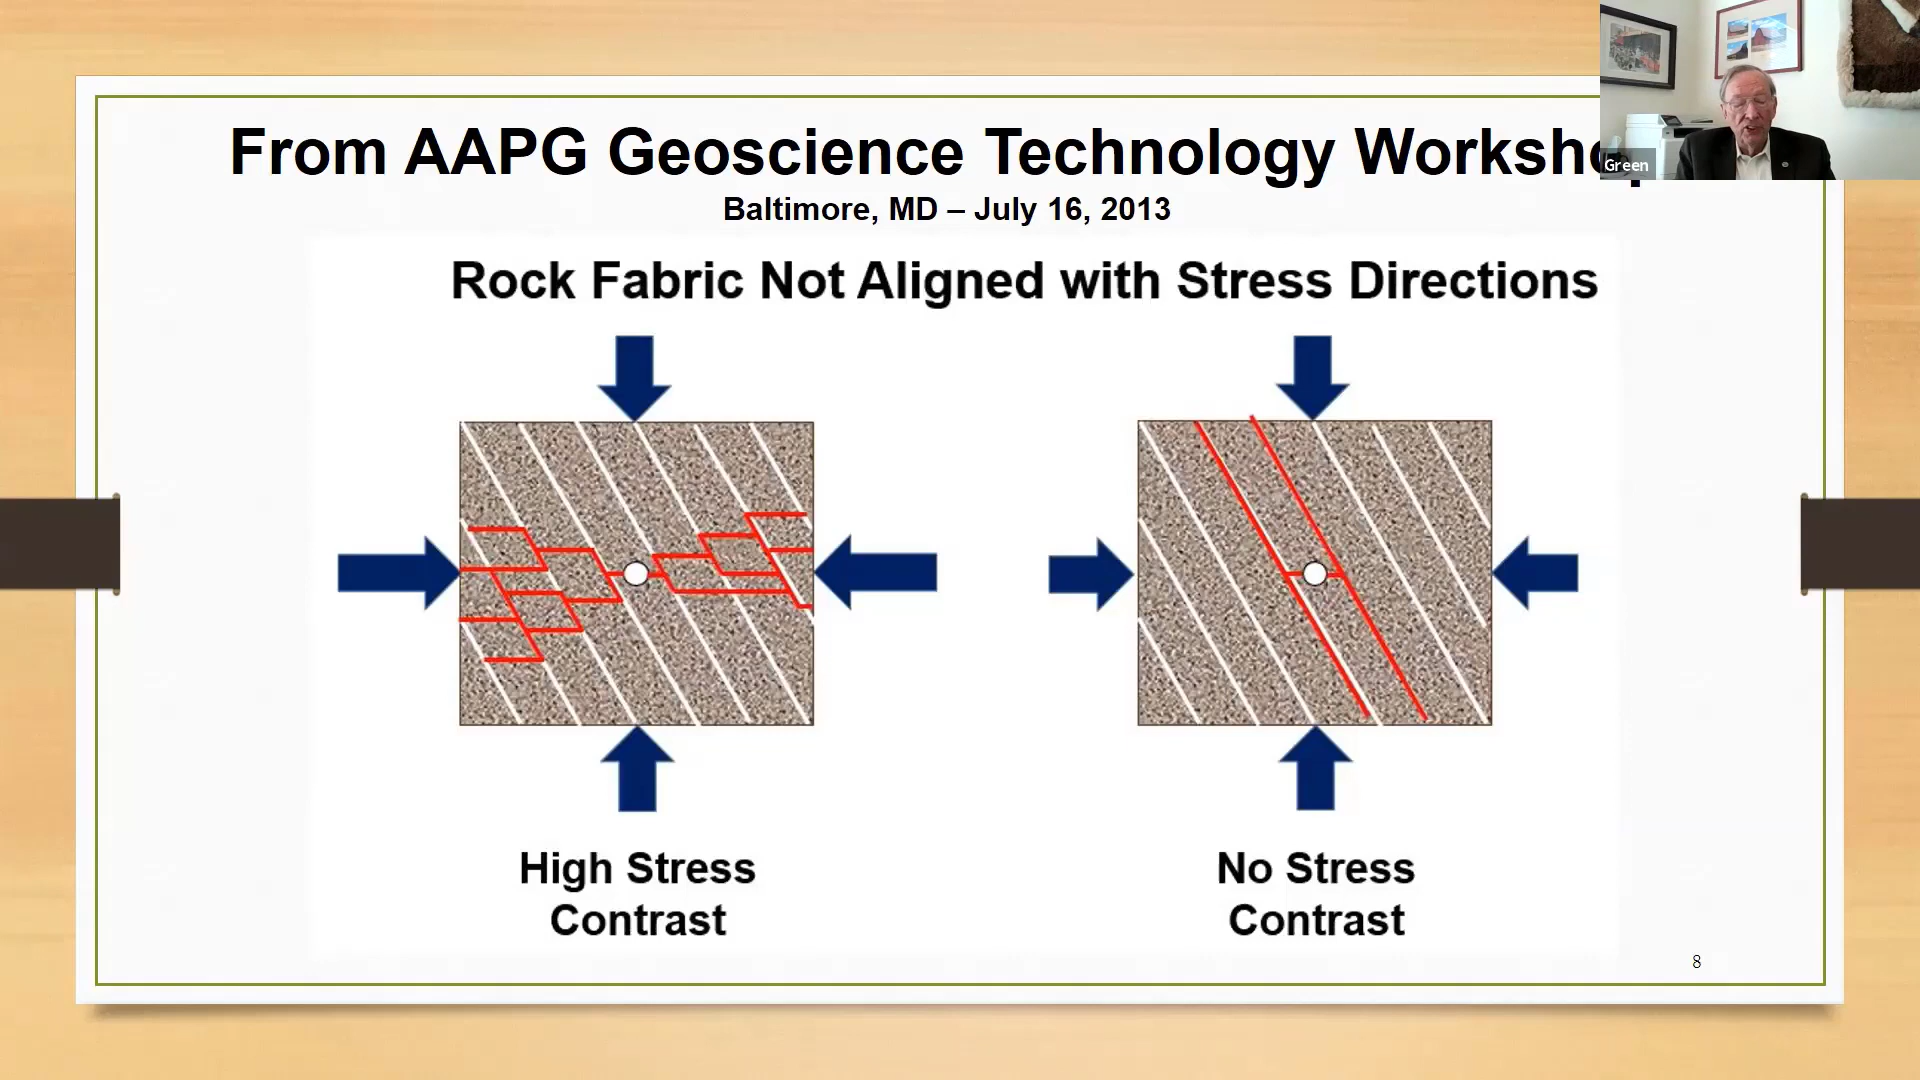 From AAPG Geoscience Technology Worksho
Green
Baltimore, MD – July 16, 2013
Rock Fabric Not Aligned with Stress Directions
High Stress
Contrast
No Stress
Contrast
8